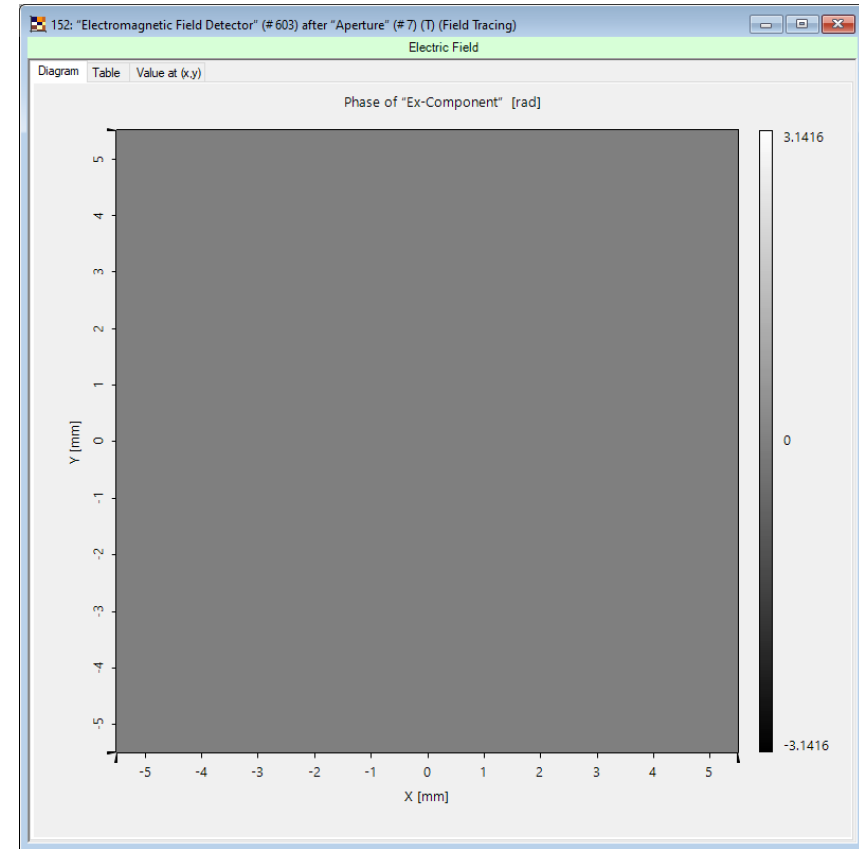 152: "Electromagnetic Field Detector" (#603) after "Aperture" (#7) (T) (Field Tracing)
Electric Field
Diagram Table Value at (x,y)
Phase of "Ex-Component" [rad]
3.1416
0
-3.1416
5
4
3
2
1
0
-1
-2
-3
-4
-5
Y [mm]
-5 -4 -3 -2 -1 0 1 2 3 4 5
X [mm]